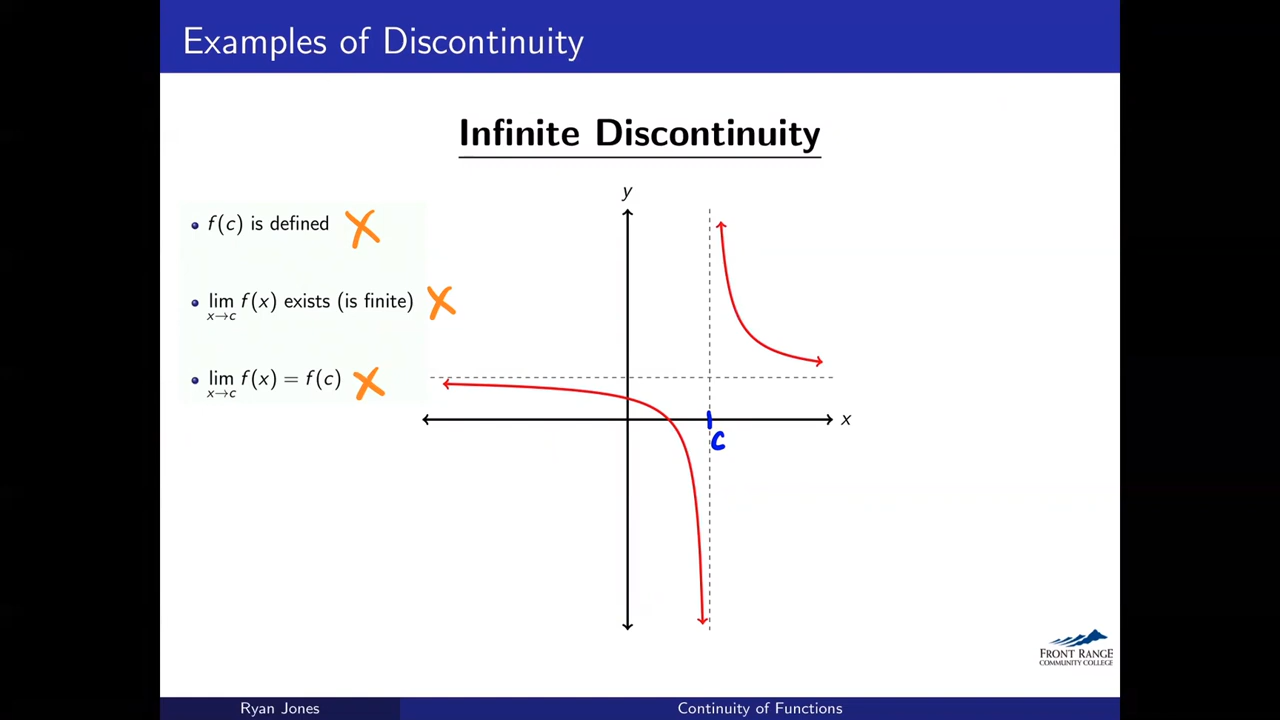 Examples of Discontinuity
Infinite Discontinuity
• f(c) is defined X
• lim f(x) exists (is finite) X
x→c
• lim f(x) = f(c) X
x→c
y
x
c
FRONT RANGE
COMMUNITY COLLEGE
Ryan Jones
Continuity of Functions